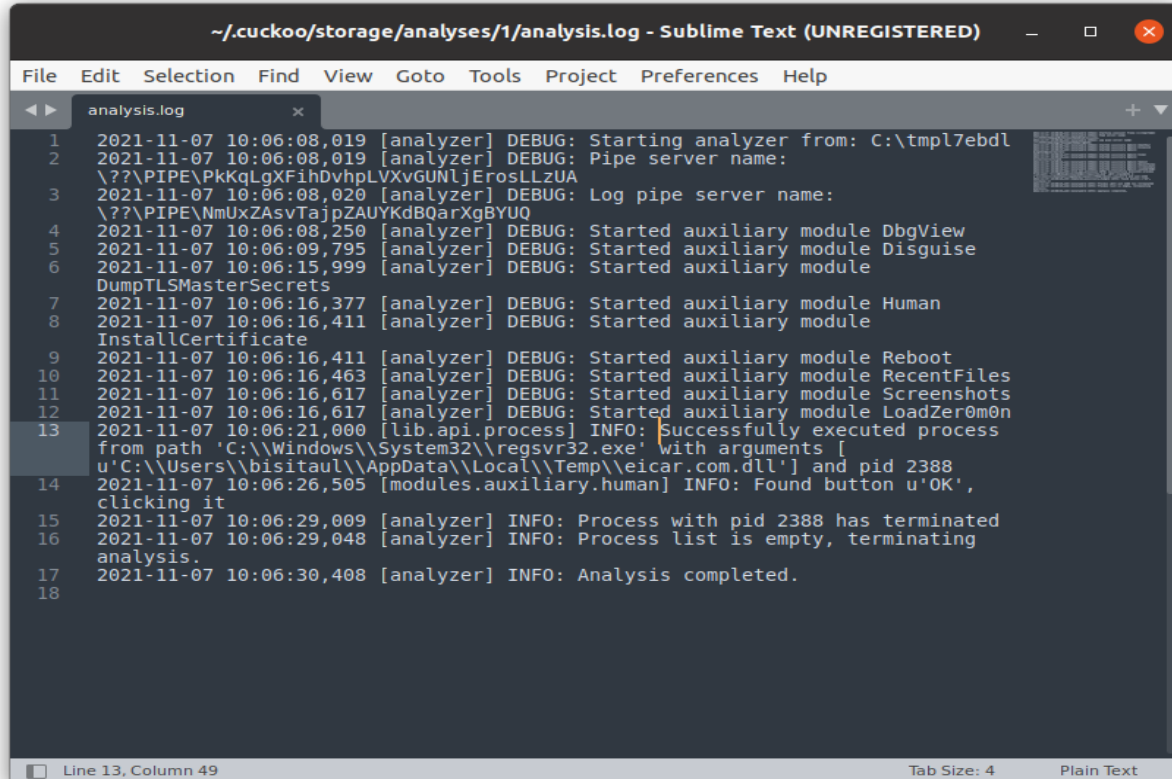 ~/.cuckoo/storage/analyses/1/analysis.log - Sublime Text (UNREGISTERED)
File Edit Selection Find View Goto Tools Project Preferences Help
analysis.log
1 2021-11-07 10:06:08,019 [analyzer] DEBUG: Starting analyzer from: C:\tmpl7ebdl
2 2021-11-07 10:06:08,019 [analyzer] DEBUG: Pipe server name:
\??\PIPE\PkKqLgXFihDvhpLVXvGUNljErosLLzUA
3 2021-11-07 10:06:08,020 [analyzer] DEBUG: Log pipe server name:
\??\PIPE\NmUxZAsvTajpZAUYKdBQarXgBYUQ
4 2021-11-07 10:06:08,250 [analyzer] DEBUG: Started auxiliary module DbgView
5 2021-11-07 10:06:09,795 [analyzer] DEBUG: Started auxiliary module Disguise
6 2021-11-07 10:06:15,999 [analyzer] DEBUG: Started auxiliary module
DumpTLSMasterSecrets
7 2021-11-07 10:06:16,377 [analyzer] DEBUG: Started auxiliary module Human
8 2021-11-07 10:06:16,411 [analyzer] DEBUG: Started auxiliary module
InstallCertificate
9 2021-11-07 10:06:16,411 [analyzer] DEBUG: Started auxiliary module Reboot
10 2021-11-07 10:06:16,463 [analyzer] DEBUG: Started auxiliary module RecentFiles
11 2021-11-07 10:06:16,617 [analyzer] DEBUG: Started auxiliary module Screenshots
12 2021-11-07 10:06:16,617 [analyzer] DEBUG: Started auxiliary module LoadZer0m0n
13 2021-11-07 10:06:21,000 [lib.api.process] INFO: Successfully executed process
from path 'C:\\Windows\\System32\\regsvr32.exe' with arguments [
u'C:\\Users\\bisitaul\\AppData\\Local\\Temp\\eicar.com.dll'] and pid 2388
14 2021-11-07 10:06:26,505 [modules.auxiliary.human] INFO: Found button u'OK',
clicking it
15 2021-11-07 10:06:29,009 [analyzer] INFO: Process with pid 2388 has terminated
16 2021-11-07 10:06:29,048 [analyzer] INFO: Process list is empty, terminating
analysis.
17 2021-11-07 10:06:30,408 [analyzer] INFO: Analysis completed.
18
Line 13, Column 49 Tab Size: 4 Plain Text